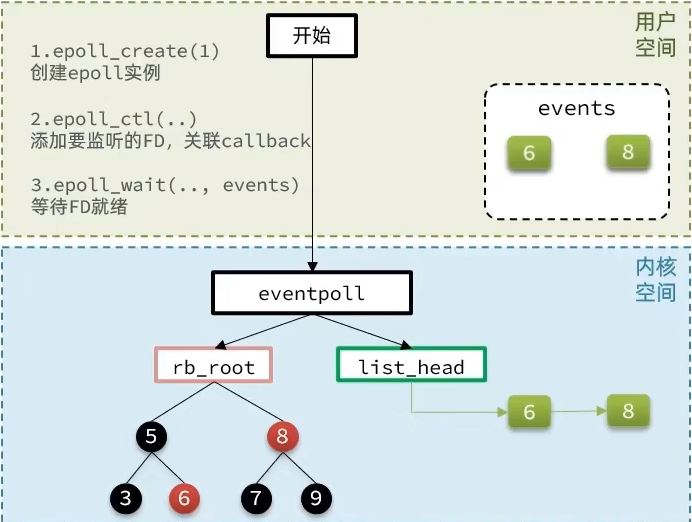 开始
用户
空间
1.epoll_create(1)
创建epoll实例
2.epoll_ctl(..)
添加要监听的FD，关联callback
3.epoll_wait(.., events)
等待FD就绪
events
6
8
内核
空间
eventpoll
rb_root
list_head
6
8
5
8
3
6
7
9